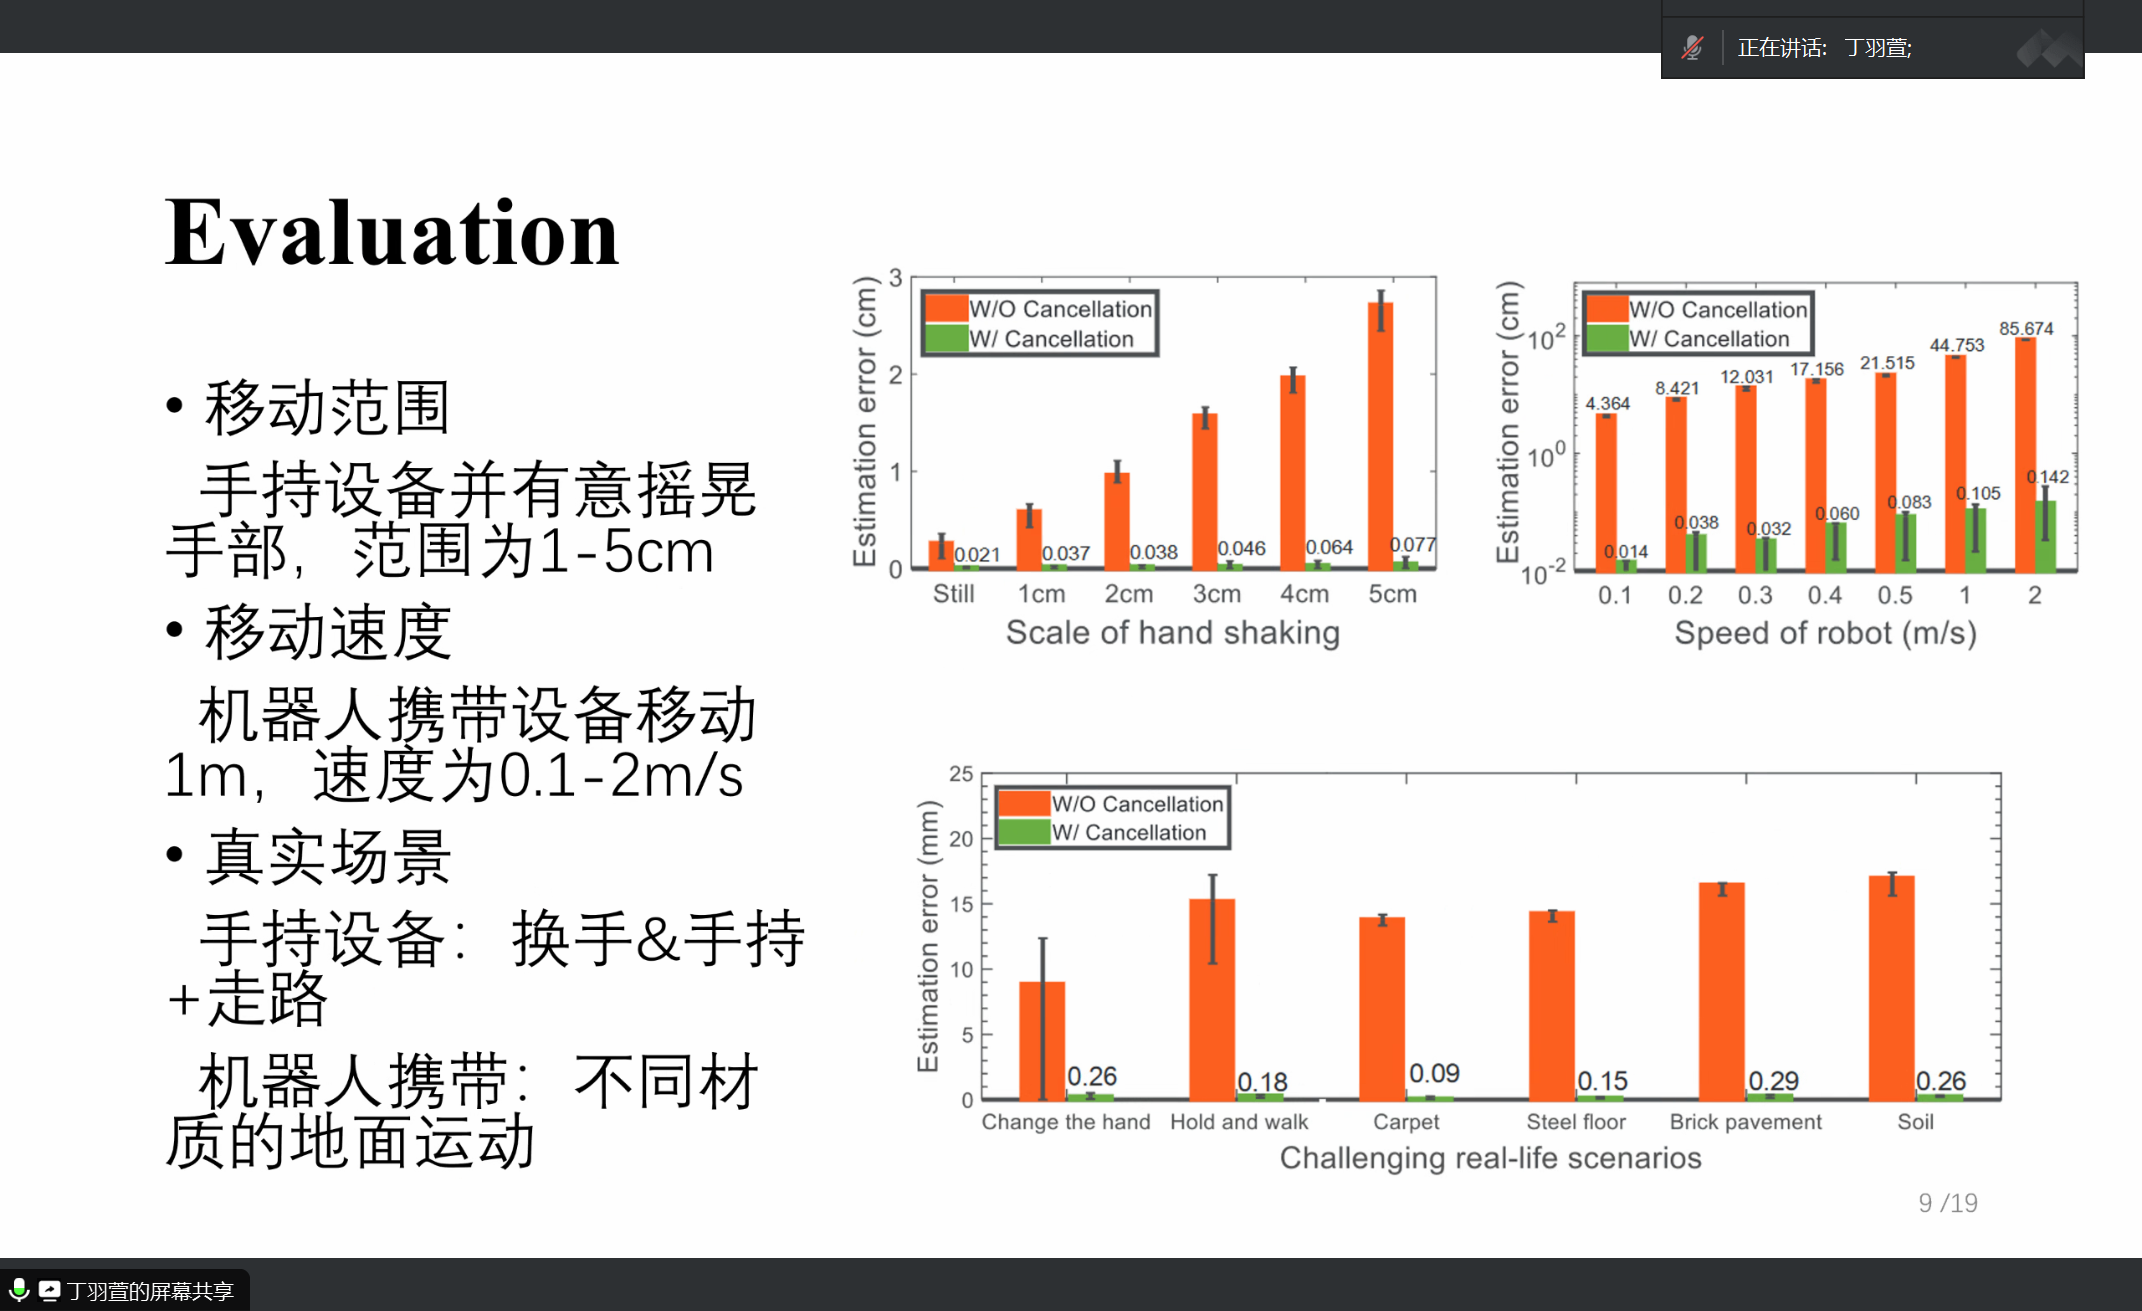 正在讲话: 丁羽萱;
Evaluation
• 移动范围
手持设备并有意摇晃
手部，范围为1-5cm
• 移动速度
机器人携带设备移动
1m，速度为0.1-2m/s
• 真实场景
手持设备：换手&手持
+走路
机器人携带：不同材
质的地面运动
Estimation error (cm)
3
2
1
0
W/O Cancellation
W/ Cancellation
0.021 0.037 0.038 0.046 0.064 0.077
Still 1cm 2cm 3cm 4cm 5cm
Scale of hand shaking
Estimation error (cm)
10²
10⁰
10⁻²
W/O Cancellation
W/ Cancellation
4.364 8.421 12.031 17.156 21.515 44.753 85.674
0.014 0.038 0.032 0.060 0.083 0.105 0.142
0.1 0.2 0.3 0.4 0.5 1 2
Speed of robot (m/s)
Estimation error (mm)
25
20
15
10
5
0
W/O Cancellation
W/ Cancellation
0.26 0.18 0.09 0.15 0.29 0.26
Change the hand Hold and walk Carpet Steel floor Brick pavement Soil
Challenging real-life scenarios
9 /19
丁羽萱的屏幕共享